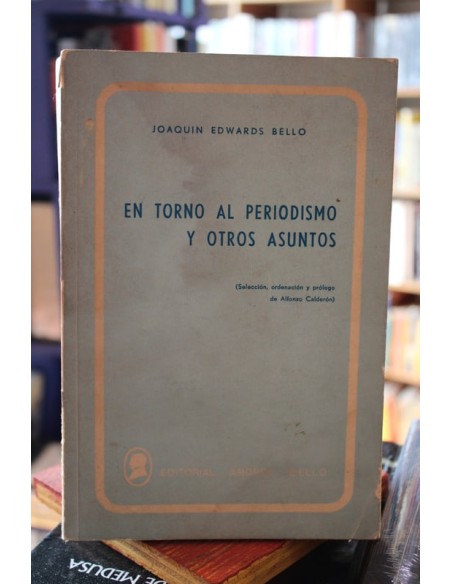 JOAQUIN EDWARDS BELLO
EN TORNO AL PERIODISMO
Y OTROS ASUNTOS
(Selección, ordenación y prólogo
de Alfonso Calderón)
EDITORIAL ANDRES BELLO
DE MEDUSA